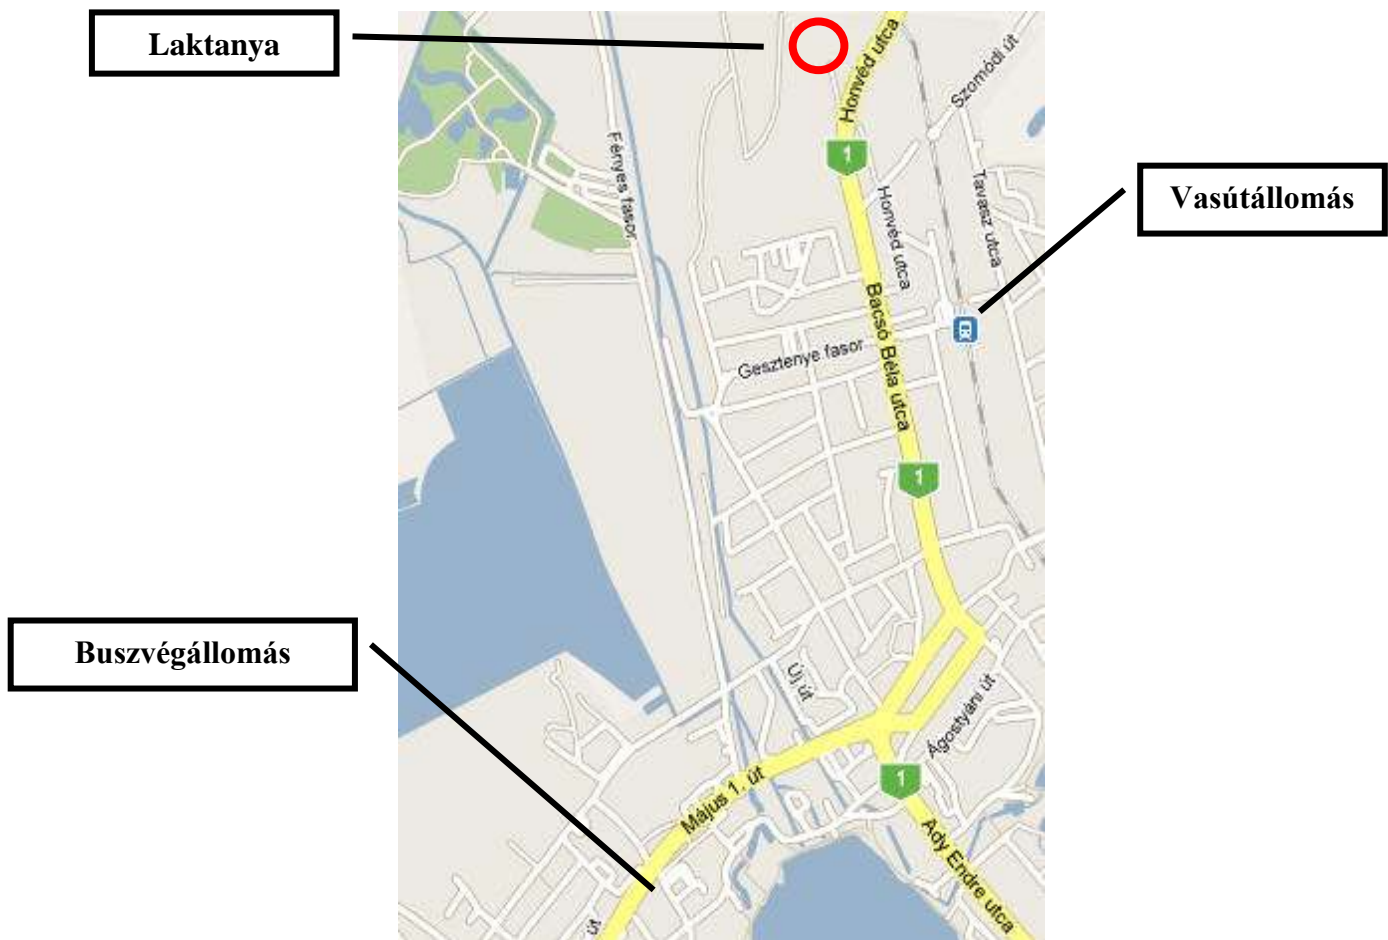 Laktanya
Honvéd utca
Szomódi út
1
Fényes fasor
Tavasz utca
Honvéd utca
Vasútállomás
Bacsó Béla utca
Gesztenye fasor
1
Buszvégállomás
Új út
Ágostyáni út
Május 1. út
1
Ady Endre utca
út